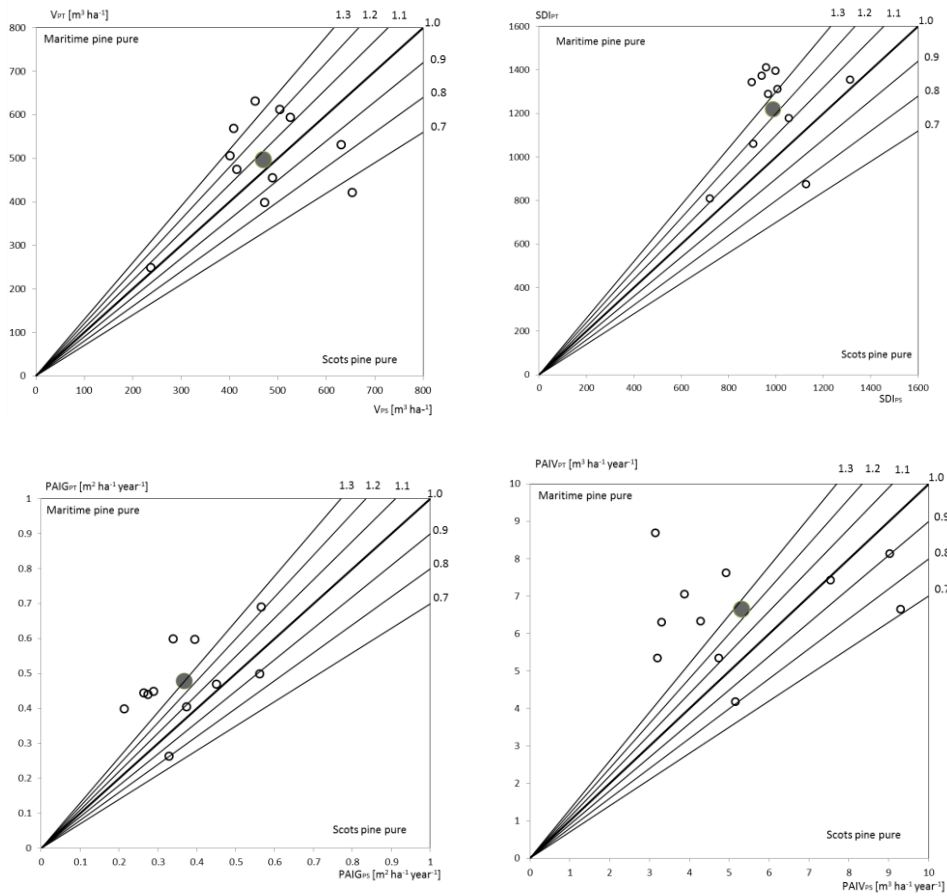 VPT [m³ ha-¹]
1.3 1.2 1.1
1.0
800
Maritime pine pure
0.9
700
0.8
600
0.7
500
400
300
200
100
Scots pine pure
0
0 100 200 300 400 500 600 700 800
VPS [m³ ha-¹]
SDIPT
1.3 1.2 1.1
1.0
1600
Maritime pine pure
0.9
1400
0.8
1200
0.7
1000
800
600
400
200
Scots pine pure
0
0 200 400 600 800 1000 1200 1400 1600
SDIPS
PAIGPT [m² ha-¹ year-¹]
1.3 1.2 1.1
1.0
1
Maritime pine pure
0.9
0.9
0.8
0.8
0.7
0.7
0.6
0.5
0.4
0.3
0.2
0.1
Scots pine pure
0
0 0.1 0.2 0.3 0.4 0.5 0.6 0.7 0.8 0.9 1
PAIGPS [m² ha-¹ year-¹]
PAIVPT [m³ ha-¹ year-¹]
1.3 1.2 1.1
1.0
10
Maritime pine pure
0.9
9
0.8
8
0.7
7
6
5
4
3
2
1
Scots pine pure
0
0 1 2 3 4 5 6 7 8 9 10
PAIVPS [m³ ha-¹ year-¹]